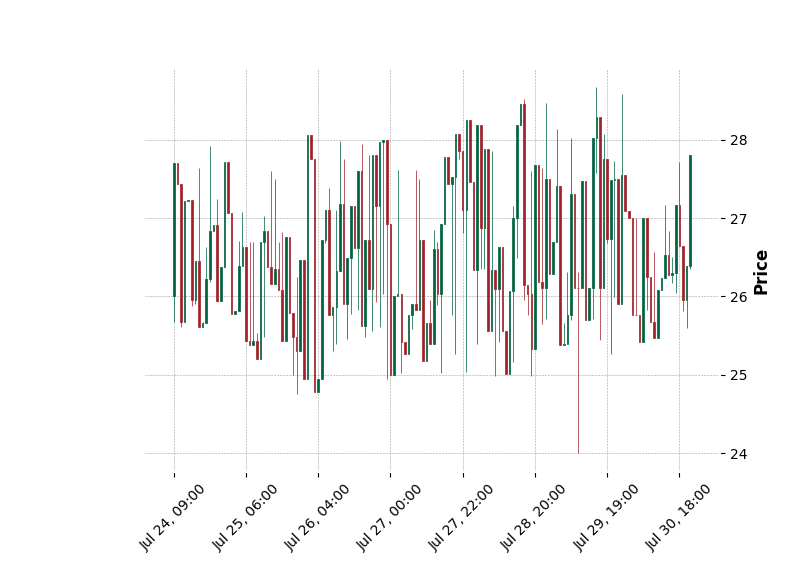 28
27
26
25
24
Price
Jul 24, 09:00
Jul 25, 06:00
Jul 26, 04:00
Jul 27, 00:00
Jul 27, 22:00
Jul 28, 20:00
Jul 29, 19:00
Jul 30, 18:00